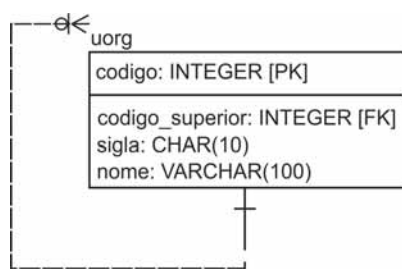 uorg
codigo: INTEGER [PK]
codigo_superior: INTEGER [FK]
sigla: CHAR(10)
nome: VARCHAR(100)